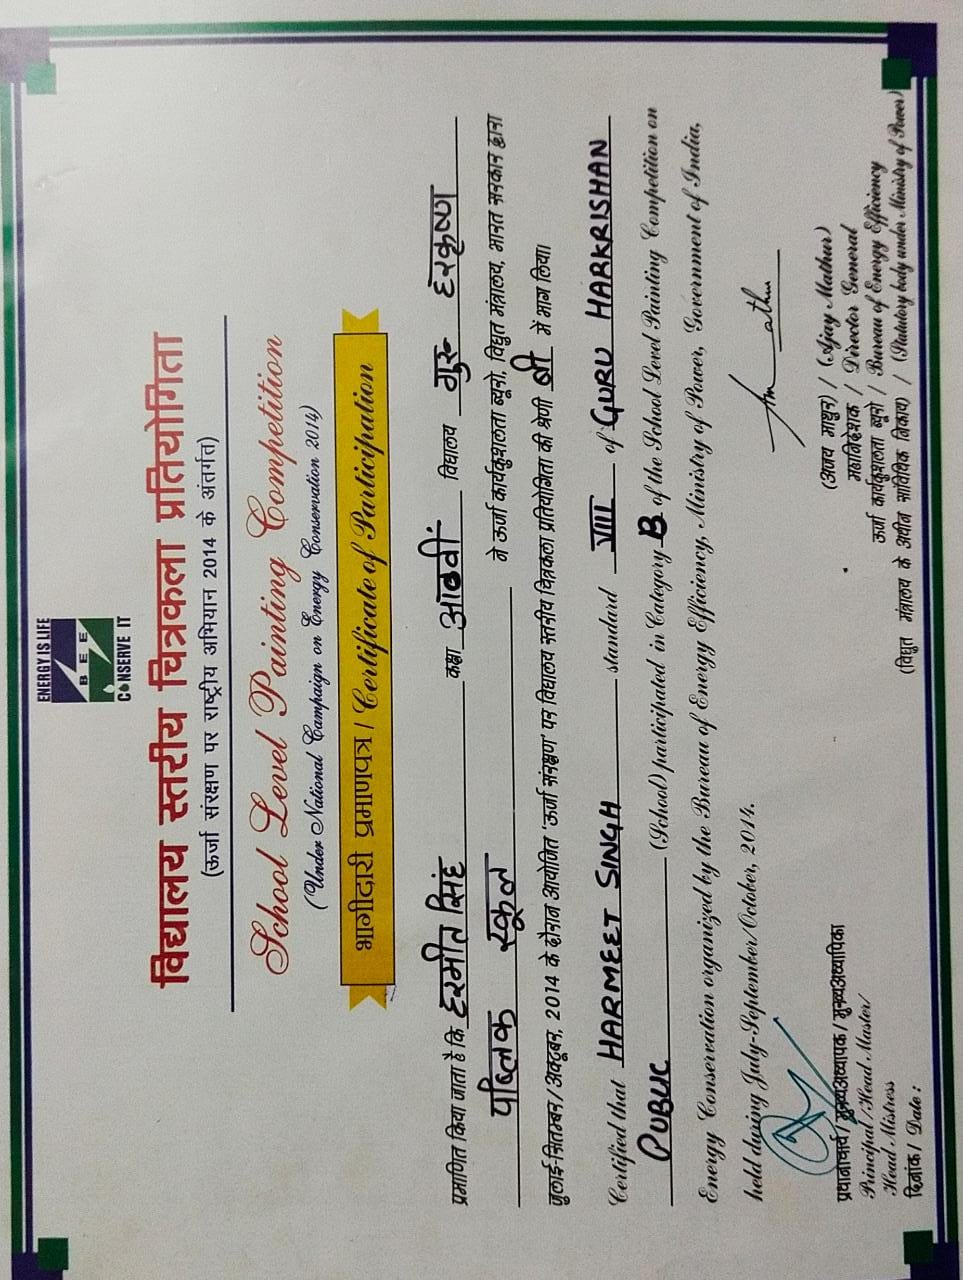 ENERGY IS LIFE
BEE
CONSERVE IT
विद्यालय स्तरीय चित्रकला प्रतियोगिता
(ऊर्जा संरक्षण पर राष्ट्रीय अभियान 2014 के अंतर्गत)
School Level Painting Competition
(Under National Campaign on Energy Conservation 2014)
भागीदारी प्रमाणपत्र / Certificate of Participation
प्रमाणित किया जाता है कि हरमीत सिंह कक्षा आठवीं विद्यालय गुरू हरकृष्ण
पब्लिक स्कूल ने ऊर्जा कार्यकुशलता ब्यूरो, विद्युत मंत्रालय, भारत सरकार द्वारा
जुलाई-सितम्बर/अक्टूबर, 2014 के दौरान आयोजित 'ऊर्जा संरक्षण' पर विद्यालय स्तरीय चित्रकला प्रतियोगिता की श्रेणी बी में भाग लिया।
Certified that HARMEET SINGH standard VIII of GURU HARKRISHAN
PUBLIC (School) participated in Category B of the School Level Painting Competition on
Energy Conservation organized by the Bureau of Energy Efficiency, Ministry of Power, Government of India,
held during July-September/October, 2014.
प्रधानाचार्य / मुख्यअध्यापक / मुख्यअध्यापिका
Principal /Head Master/
Head Mistress
दिनांक/ Date :
(अजय माथुर) / (Ajay Mathur)
महानिदेशक / Director General
ऊर्जा कार्यकुशलता ब्यूरो / Bureau of Energy Efficiency
(विद्युत मंत्रालय के अधीन सांविधिक निकाय) / (Statutory body under Ministry of Power)